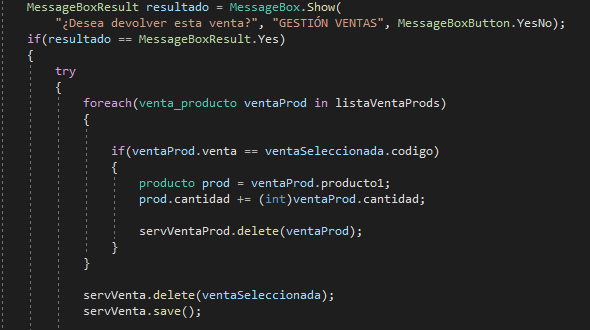 MessageBoxResult resultado = MessageBox.Show(
"¿Desea devolver esta venta?", "GESTIÓN VENTAS", MessageBoxButton.YesNo);
if(resultado == MessageBoxResult.Yes)
{
try
{
foreach(venta_producto ventaProd in listaVentaProds)
{
if(ventaProd.venta == ventaSeleccionada.codigo)
{
producto prod = ventaProd.producto1;
prod.cantidad += (int)ventaProd.cantidad;
servVentaProd.delete(ventaProd);
}
}
servVenta.delete(ventaSeleccionada);
servVenta.save();